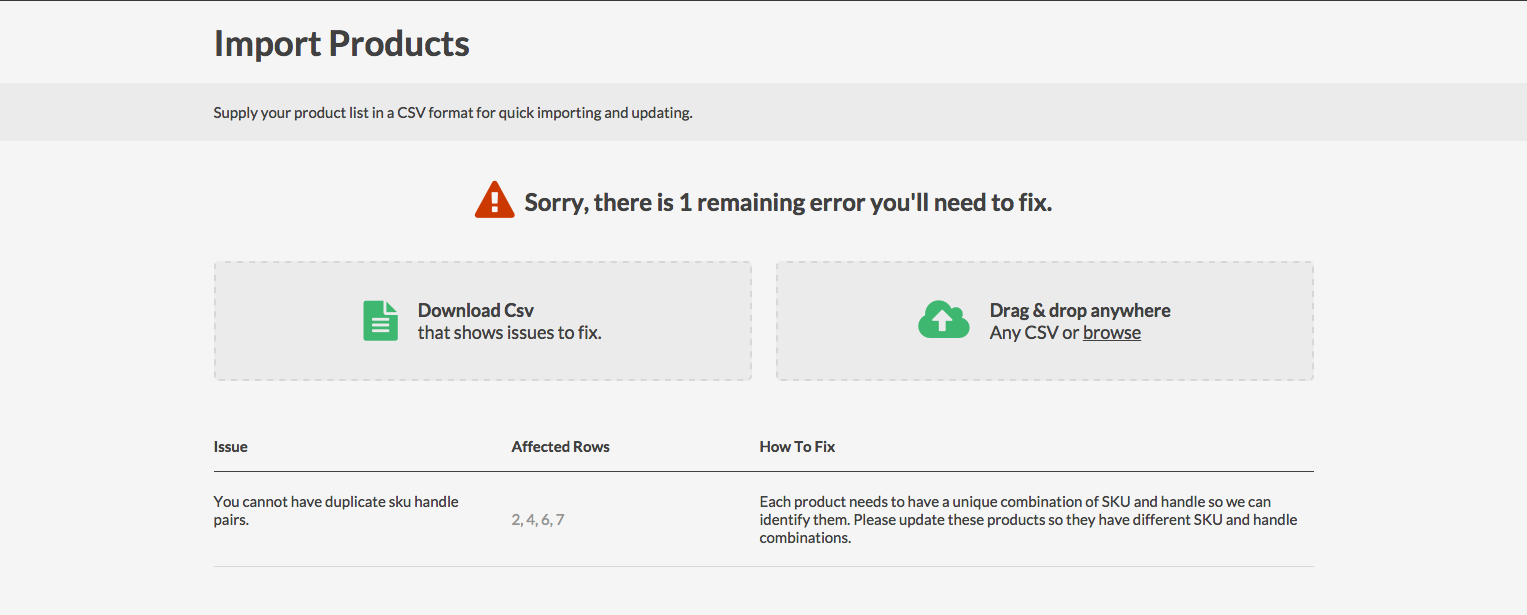 Import Products
Supply your product list in a CSV format for quick importing and updating.
Sorry, there is 1 remaining error you'll need to fix.
Download Csv
that shows issues to fix.
Drag & drop anywhere
Any CSV or browse
Issue
Affected Rows
How To Fix
You cannot have duplicate sku handle
pairs.
2, 4, 6, 7
Each product needs to have a unique combination of SKU and handle so we can
identify them. Please update these products so they have different SKU and handle
combinations.